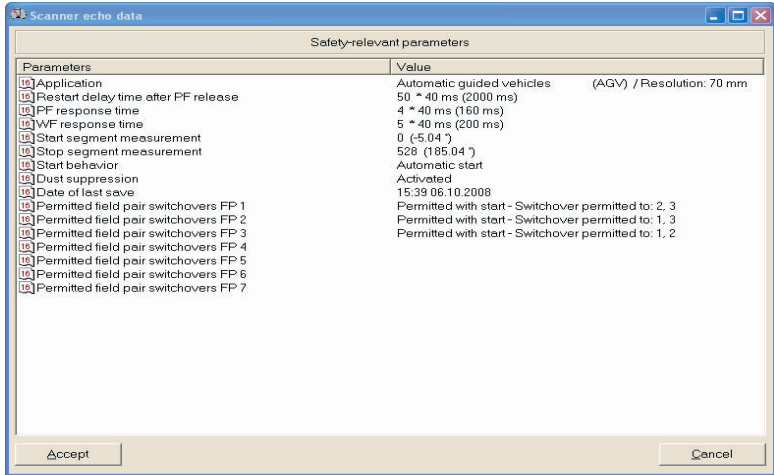 Scanner echo data
Safety-relevant parameters
Parameters Value
Application Automatic guided vehicles (AGV) / Resolution: 70 mm
Restart delay time after PF release 50 * 40 ms (2000 ms)
PF response time 4 * 40 ms (160 ms)
WF response time 5 * 40 ms (200 ms)
Start segment measurement 0 (-5.04 °)
Stop segment measurement 528 (185.04 °)
Start behavior Automatic start
Dust suppression Activated
Date of last save 15:39 06.10.2008
Permitted field pair switchovers FP 1 Permitted with start - Switchover permitted to: 2, 3
Permitted field pair switchovers FP 2 Permitted with start - Switchover permitted to: 1, 3
Permitted field pair switchovers FP 3 Permitted with start - Switchover permitted to: 1, 2
Permitted field pair switchovers FP 4
Permitted field pair switchovers FP 5
Permitted field pair switchovers FP 6
Permitted field pair switchovers FP 7
Accept Cancel